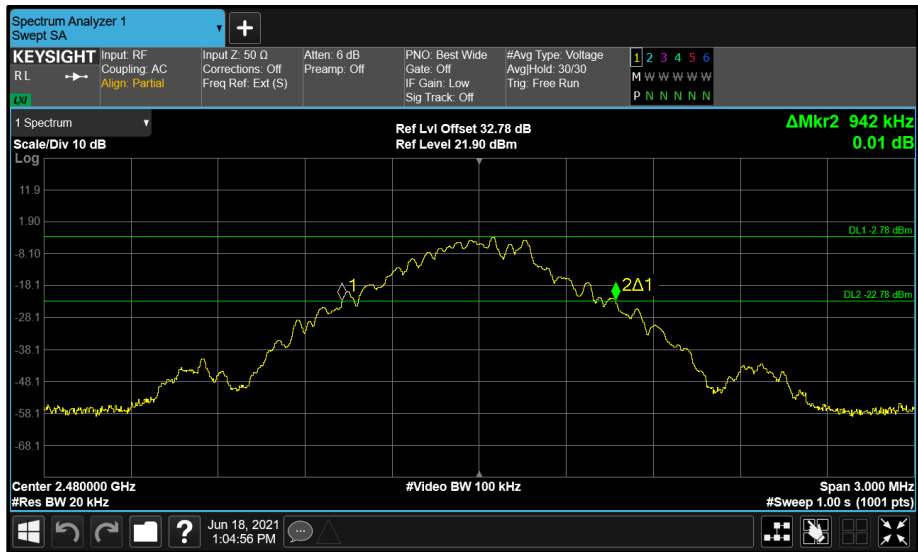 Spectrum Analyzer 1
Swept SA
KEYSIGHT
R L
LXI
Input: RF
Coupling: AC
Align: Partial
Input Z: 50 Ω
Corrections: Off
Freq Ref: Ext (S)
Atten: 6 dB
Preamp: Off
PNO: Best Wide
Gate: Off
IF Gain: Low
Sig Track: Off
#Avg Type: Voltage
Avg|Hold: 30/30
Trig: Free Run
1 2 3 4 5 6
M W W W W W
P N N N N N
1 Spectrum
Scale/Div 10 dB
Log
Ref Lvl Offset 32.78 dB
Ref Level 21.90 dBm
ΔMkr2 942 kHz
0.01 dB
11.9
1.90
DL1 -2.78 dBm
-8.10
-18.1
1
2Δ1
DL2 -22.78 dBm
-28.1
-38.1
-48.1
-58.1
-68.1
Center 2.480000 GHz
#Video BW 100 kHz
Span 3.000 MHz
#Res BW 20 kHz
#Sweep 1.00 s (1001 pts)
?
Jun 18, 2021
1:04:56 PM